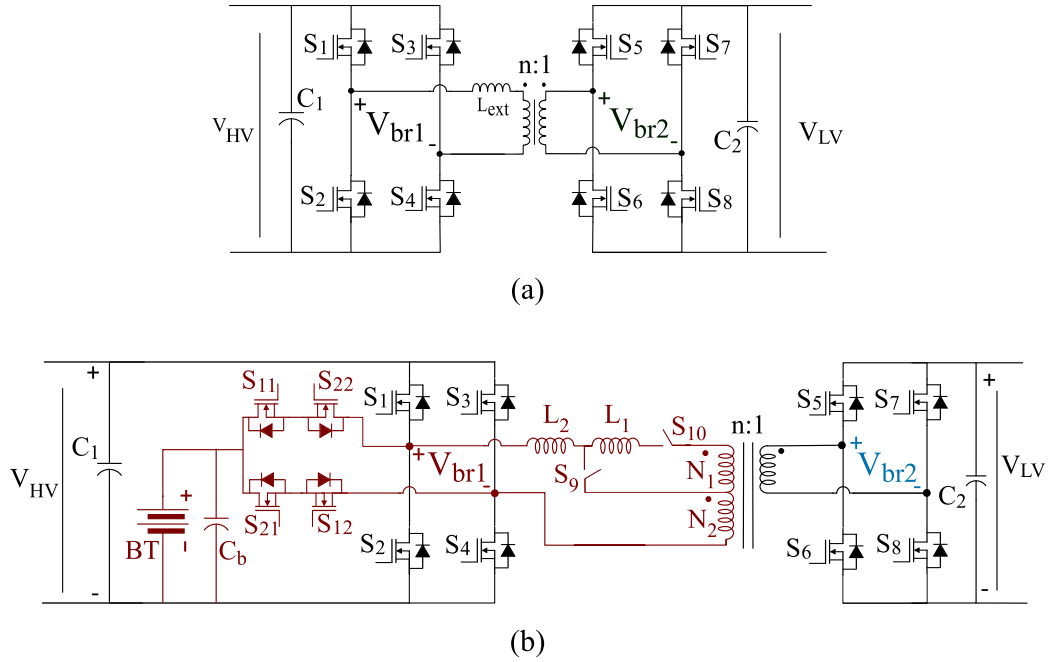 S1 S3 S5 S7
n:1
C1 Lext
VHV + Vbr1 - + Vbr2 - C2 VLV
S2 S4 S6 S8
(a)
+ S11 S22 S1 S3 S5 S7 +
L2 L1 S10 n:1
C1 + Vbr1 - S9 N1 + Vbr2 -
VHV VLV
S21 S12 N2 C2
+
BT - Cb S2 S4 S6 S8
- -
(b)